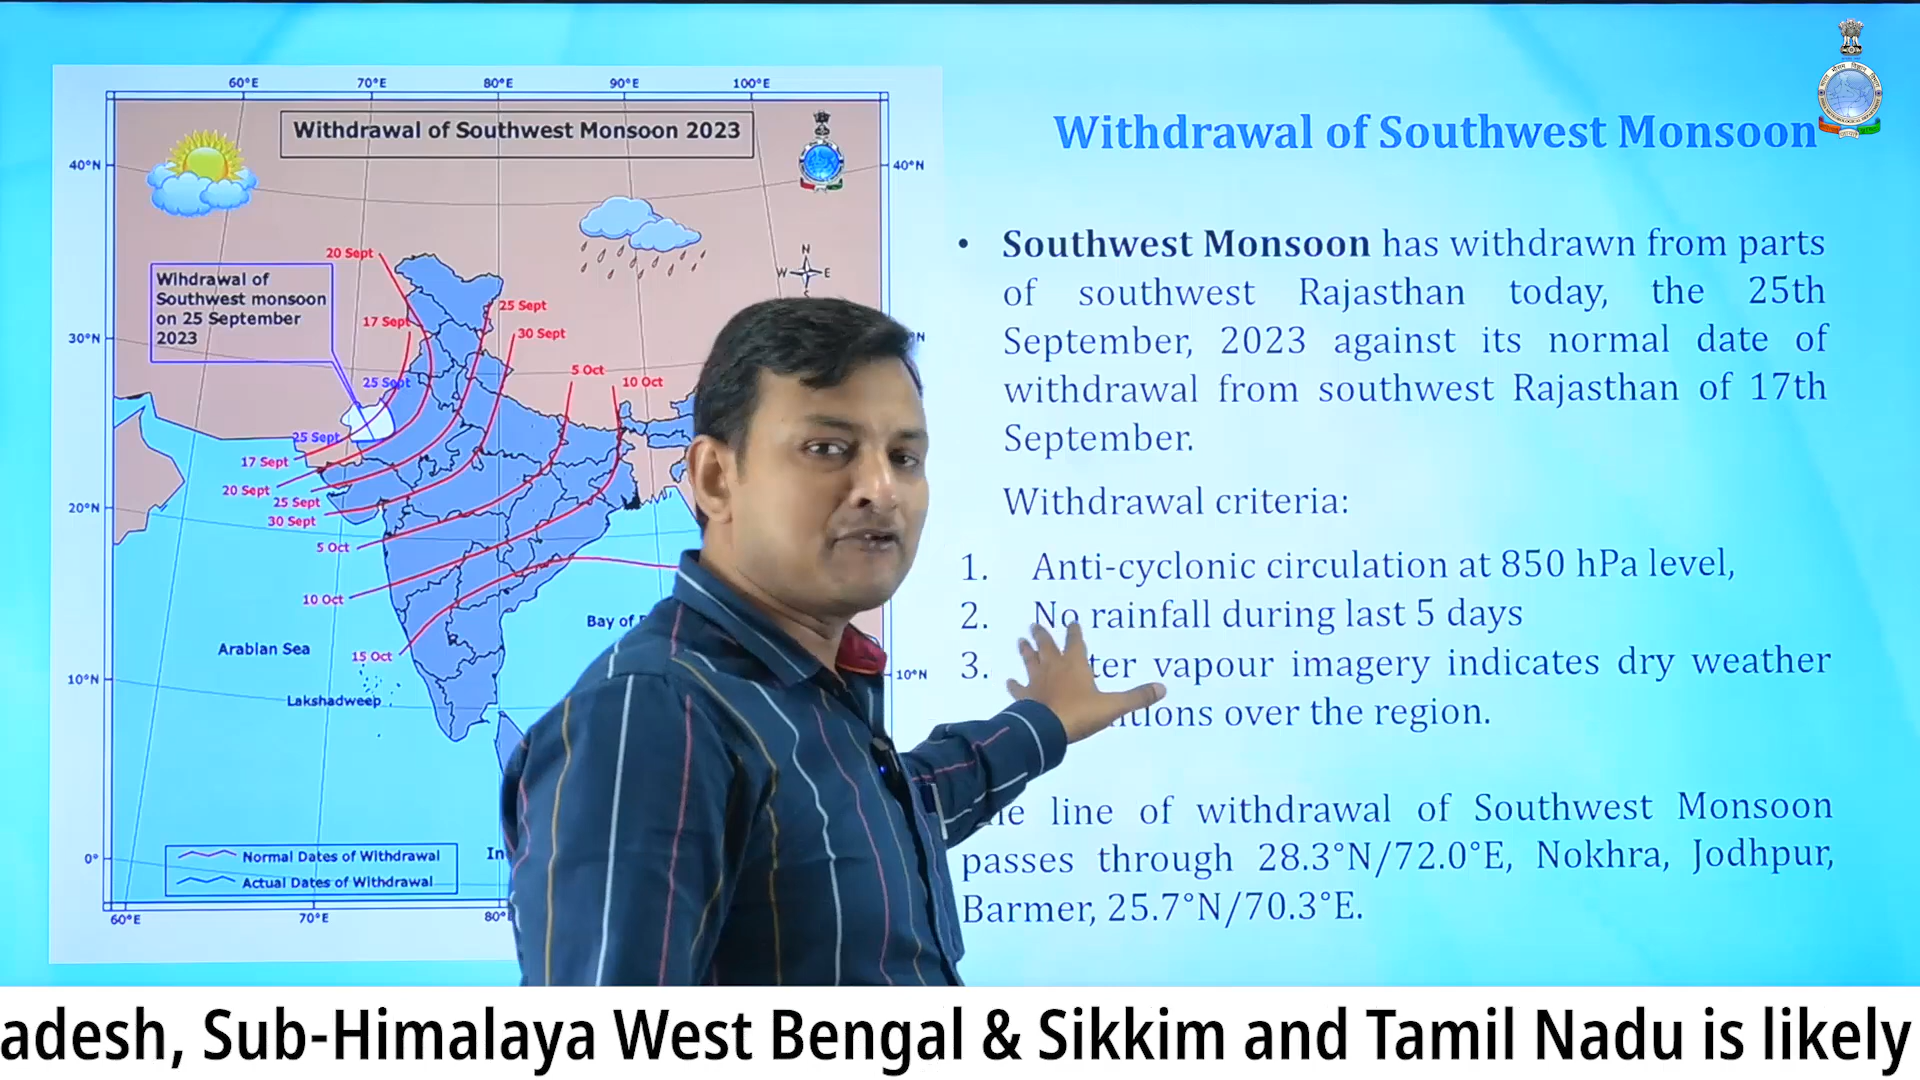 60°E 70°E 80°E 90°E 100°E
Withdrawal of Southwest Monsoon 2023
40°N 40°N
20 Sept
N
W E
Wihdrawal of
Southwest monsoon
on 25 September
2023
25 Sept
17 Sept
30 Sept
30°N
5 Oct
10 Oct
25 Sept
25 Sept
17 Sept
20 Sept
25 Sept
20°N
30 Sept
5 Oct
10 Oct
Bay of
Arabian Sea
15 Oct
10°N 10°N
Lakshadweep
Normal Dates of Withdrawal
0°
Actual Dates of Withdrawal
60°E 70°E
Withdrawal of Southwest Monsoon
• Southwest Monsoon has withdrawn from parts
of southwest Rajasthan today, the 25th
September, 2023 against its normal date of
withdrawal from southwest Rajasthan of 17th
September.
Withdrawal criteria:
1. Anti-cyclonic circulation at 850 hPa level,
2. No rainfall during last 5 days
3. vapour imagery indicates dry weather
over the region.
line of withdrawal of Southwest Monsoon
passes through 28.3°N/72.0°E, Nokhra, Jodhpur,
Barmer, 25.7°N/70.3°E.
adesh, Sub-Himalaya West Bengal & Sikkim and Tamil Nadu is likely